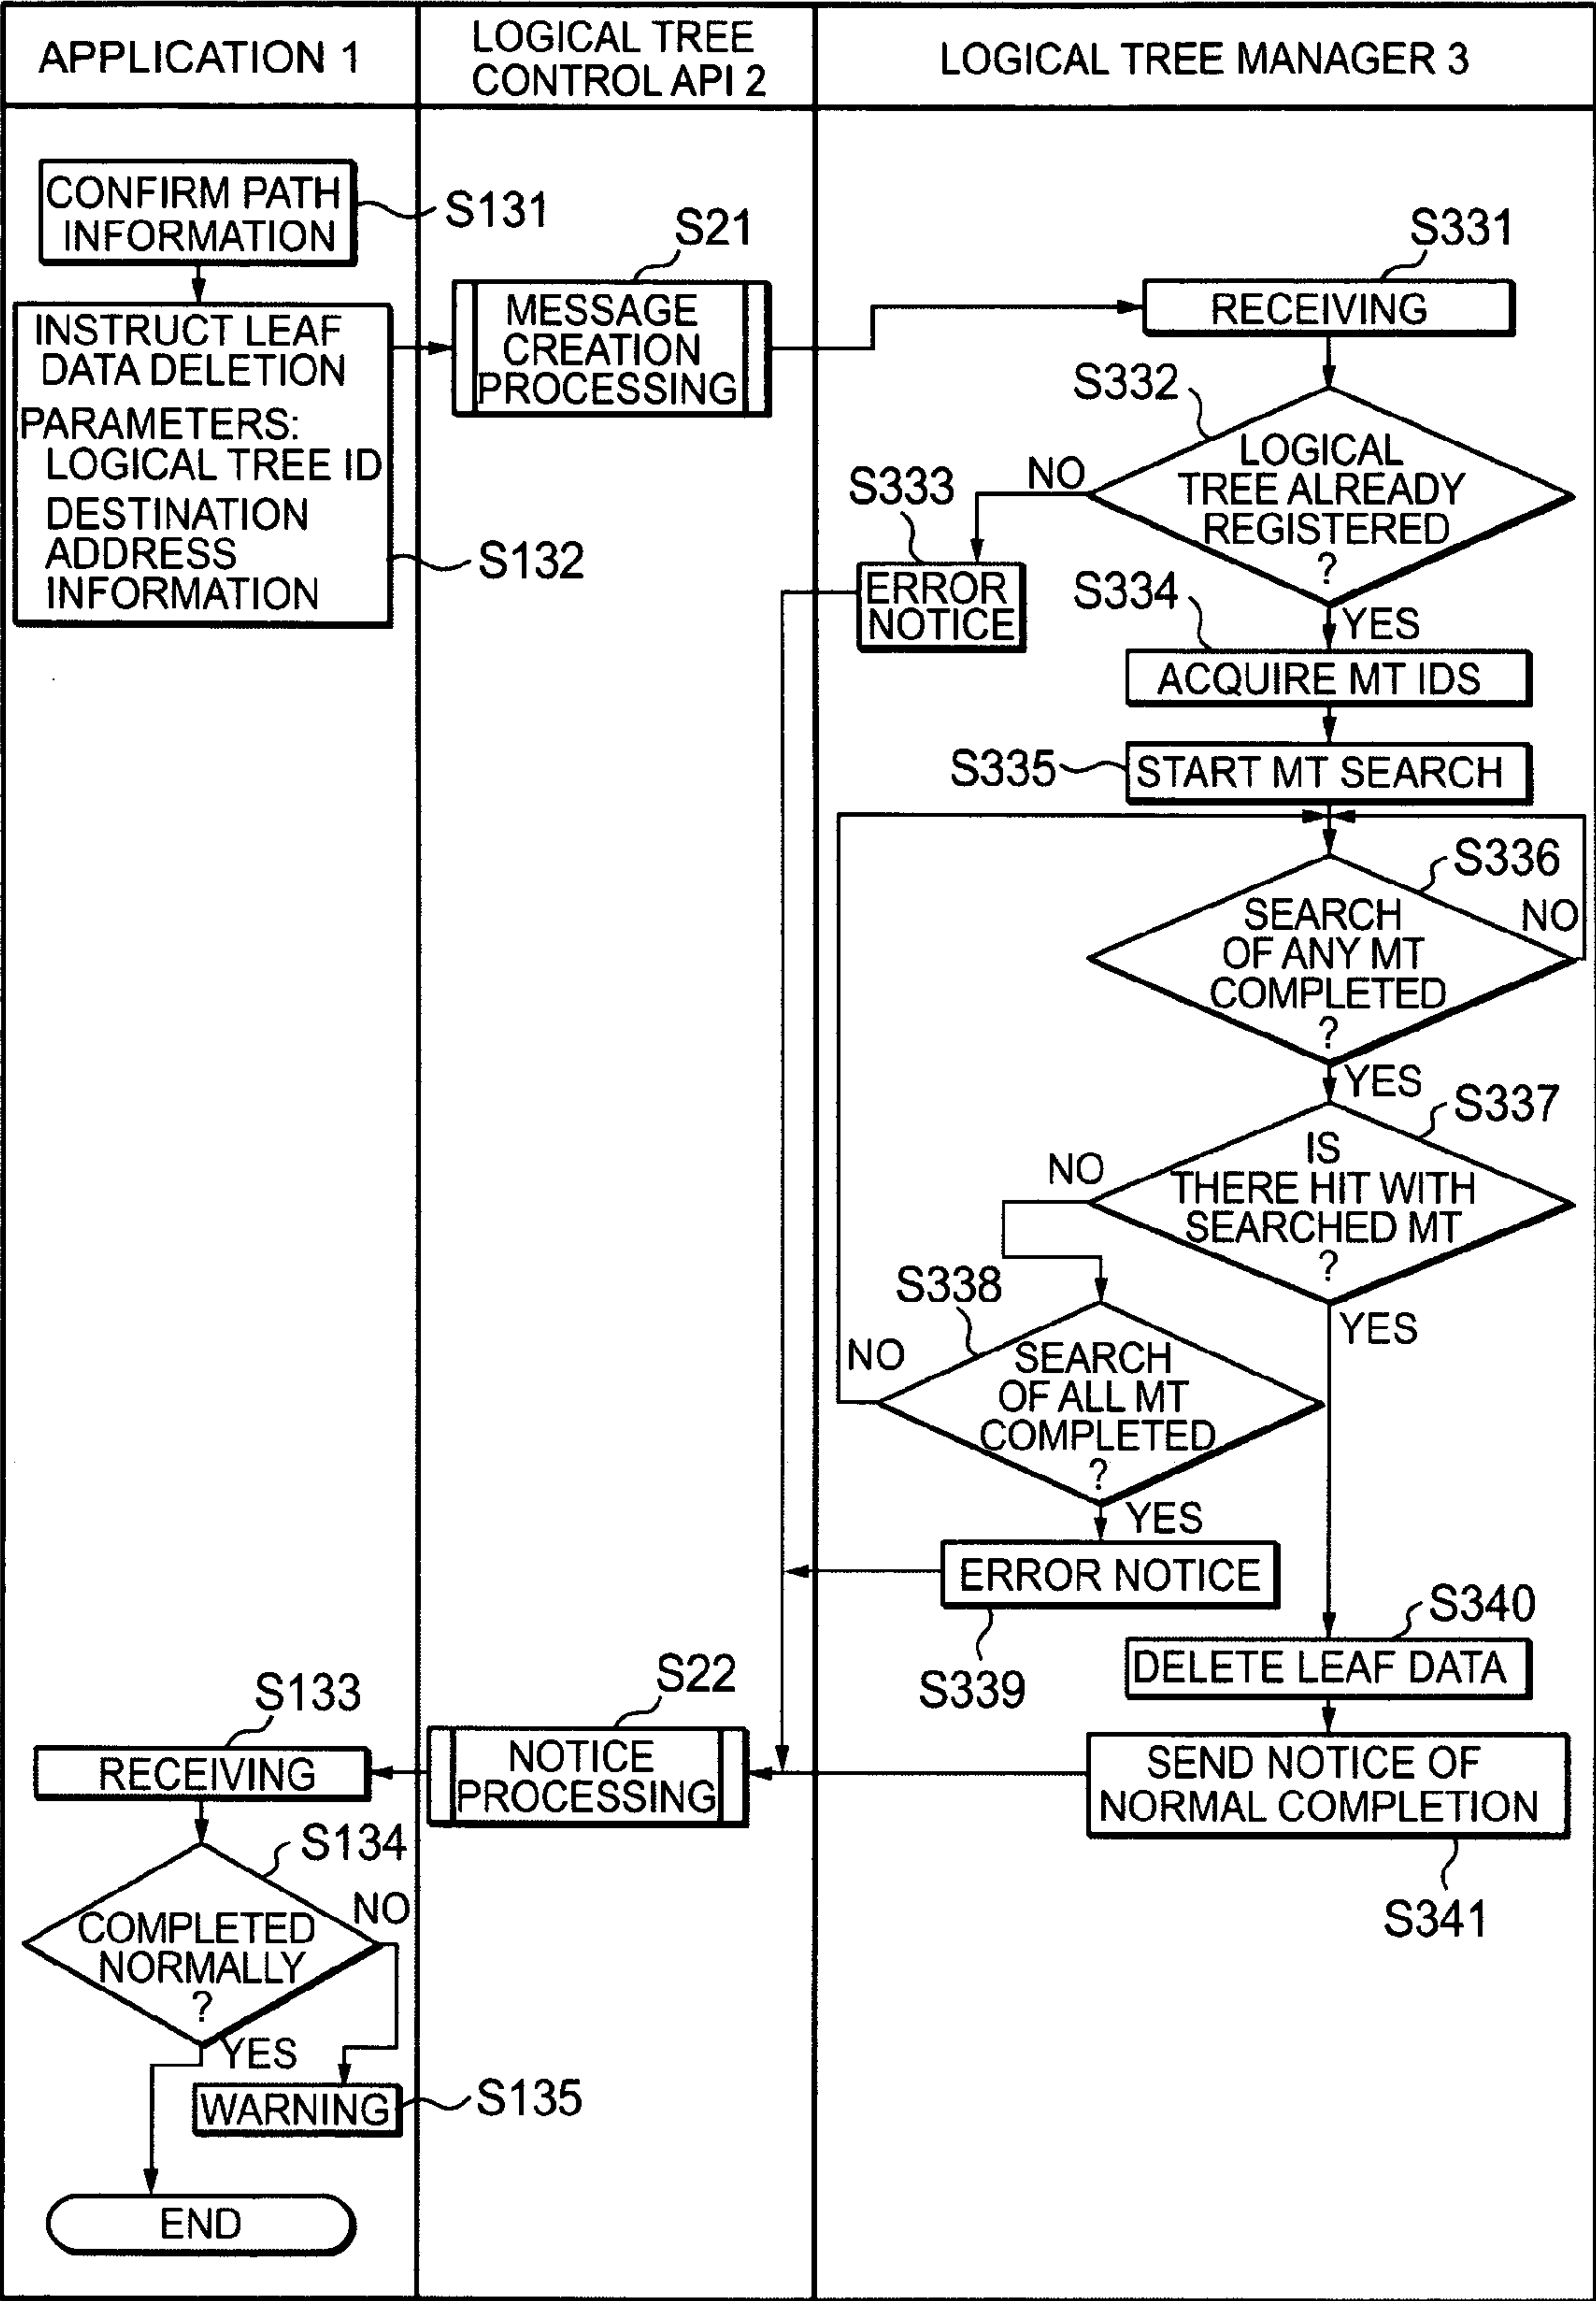 APPLICATION 1
LOGICAL TREE
CONTROL API 2
LOGICAL TREE MANAGER 3
CONFIRM PATH
INFORMATION
S131
INSTRUCT LEAF
DATA DELETION
PARAMETERS:
LOGICAL TREE ID
DESTINATION
ADDRESS
INFORMATION
S132
S21
MESSAGE
CREATION
PROCESSING
S331
RECEIVING
S332
LOGICAL
TREE ALREADY
REGISTERED
?
NO
S333
ERROR
NOTICE
YES
S334
ACQUIRE MT IDS
S335
START MT SEARCH
S336
SEARCH
OF ANY MT
COMPLETED
?
NO
YES
S337
IS
THERE HIT WITH
SEARCHED MT
?
NO
YES
S338
SEARCH
OF ALL MT
COMPLETED
?
NO
YES
ERROR NOTICE
S339
S340
DELETE LEAF DATA
SEND NOTICE OF
NORMAL COMPLETION
S341
S22
NOTICE
PROCESSING
S133
RECEIVING
S134
COMPLETED
NORMALLY
?
NO
YES
WARNING
S135
END